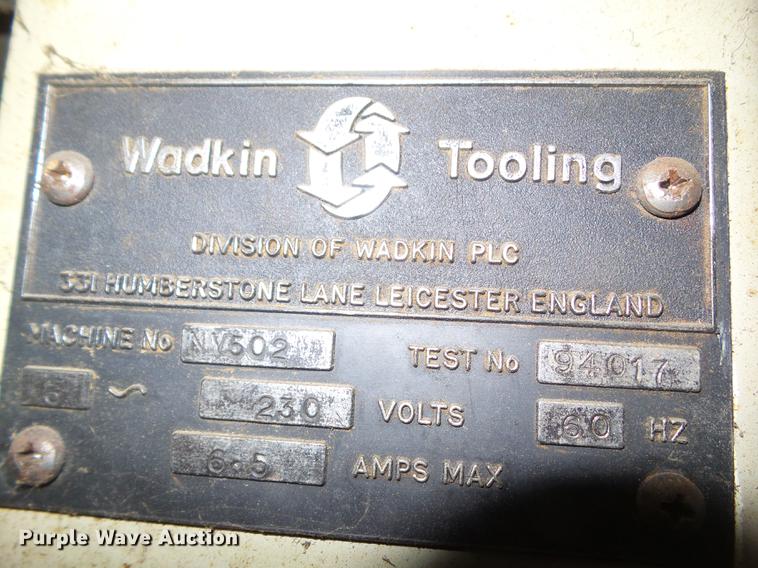 Wadkin Tooling
DIVISION OF WADKIN PLC
331 HUMBERSTONE LANE LEICESTER ENGLAND
MACHINE No NV502 TEST No 94017
~ 230 VOLTS 60 HZ
6.5 AMPS MAX
Purple Wave Auction